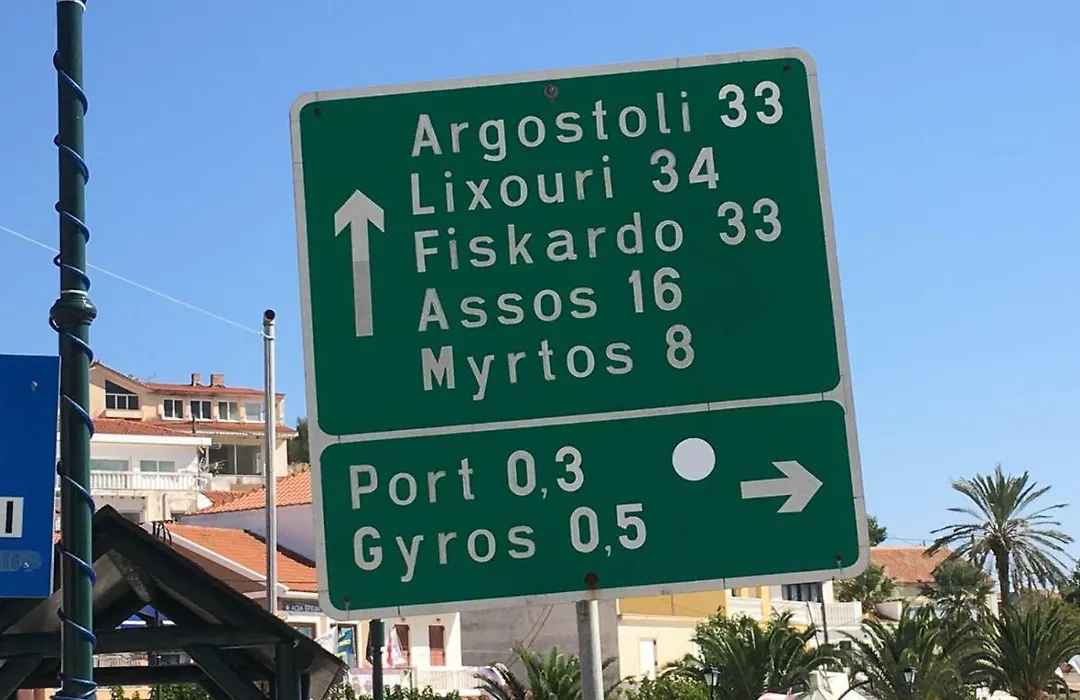 Argostoli 33
Lixouri 34
Fiskardo 33
Assos 16
Myrtos 8
Port 0,3
Gyros 0,5